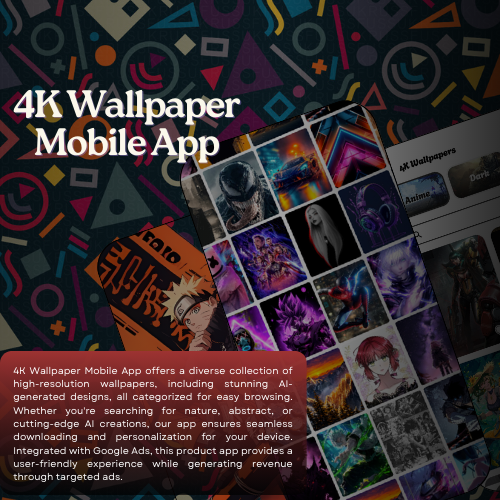 4K Wallpaper
Mobile App
4K Wallpapers
Anime
Dark
4K Wallpaper Mobile App offers a diverse collection of
high-resolution wallpapers, including stunning AI-
generated designs, all categorized for easy browsing.
Whether you're searching for nature, abstract, or
cutting-edge AI creations, our app ensures seamless
downloading and personalization for your device.
Integrated with Google Ads, this product app provides a
user-friendly experience while generating revenue
through targeted ads.